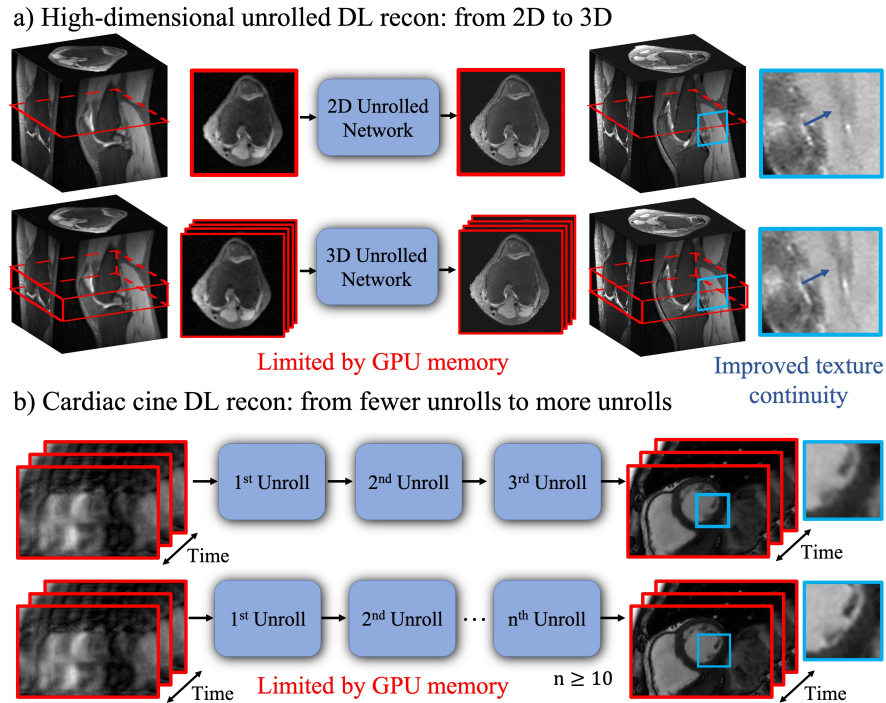 a) High-dimensional unrolled DL recon: from 2D to 3D
2D Unrolled
Network
3D Unrolled
Network
Limited by GPU memory
Improved texture
continuity
b) Cardiac cine DL recon: from fewer unrolls to more unrolls
1st Unroll
2nd Unroll
3rd Unroll
Time
Time
1st Unroll
2nd Unroll
...
nth Unroll
Time
Limited by GPU memory
n ≥ 10
Time